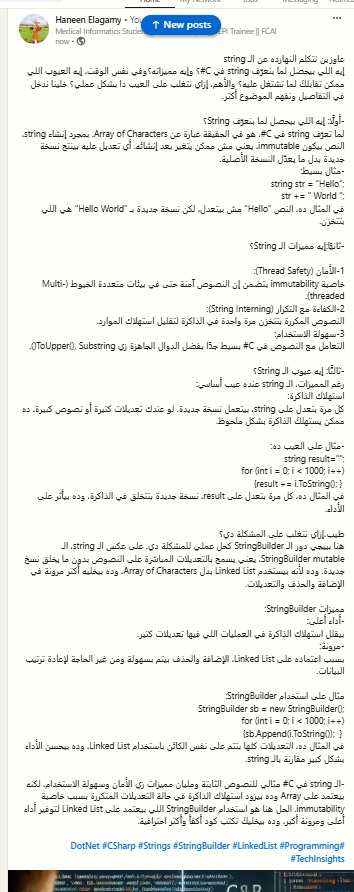 Home
My Network
Jobs
Messaging
Haneen Elagamy • You
↑ New posts
Medical Informatics Student
EPI Trainee || FCAI
now •
عاوزين نتكلم النهارده عن الـ string
إيه اللي بيحصل لما بنعرّف string في C#؟ وإيه مميزاته؟وفي نفس الوقت، إيه العيوب اللي
ممكن تقابلك لما تشتغل عليه؟ والأهم، إزاي نتغلب على العيب دا بشكل عملي؟ خلينا ندخل
في التفاصيل ونفهم الموضوع أكتر.
-أولًا: إيه اللي بيحصل لما بنعرّف String؟
لما تعرّف string في C#، هو في الحقيقة عبارة عن Array of Characters. بمجرد إنشاء string،
النص بيكون immutable، يعني مش ممكن يتغير بعد إنشائه. أي تعديل عليه بينتج نسخة
جديدة بدل ما يعدّل النسخة الأصلية.
-مثال بسيط:
string str = "Hello";
str += " World ";
في المثال ده، النص "Hello" مش بيتعدل، لكن نسخة جديدة بـ "Hello World" هي اللي
بتتخزن.
-ثانيًا:إيه مميزات الـ String؟
1-الأمان (Thread Safety):
خاصية immutability بتضمن إن النصوص آمنة حتى في بيئات متعددة الخيوط (Multi-
threaded).
2-الكفاءة مع التكرار (String Interning):
النصوص المكررة بتتخزن مرة واحدة في الذاكرة لتقليل استهلاك الموارد.
3-سهولة الاستخدام:
التعامل مع النصوص في C# بسيط جدًا بفضل الدوال الجاهزة زي ToUpper(), Substring().
-ثالثًا: إيه عيوب الـ String؟
رغم المميزات، الـ string عنده عيب أساسي:
استهلاك الذاكرة:
كل مرة بتعدل على string، بيتعمل نسخة جديدة. لو عندك تعديلات كتيرة أو نصوص كبيرة، ده
ممكن يستهلك الذاكرة بشكل ملحوظ.
-مثال على العيب ده:
string result="";
for (int i = 0; i < 1000; i++)
{result += i.ToString(); }
في المثال ده، كل مرة بتعدل على result، نسخة جديدة بتتخلق في الذاكرة، وده بيأثر على
الأداء.
طيب،إزاي نتغلب على المشكلة دي؟
هنا بييجي دور الـ StringBuilder كحل عملي للمشكلة دي. على عكس الـ string، الـ
StringBuilder mutable، يعني يسمح بالتعديلات المباشرة على النصوص بدون ما يخلق نسخ
جديدة. وده لأنه بيستخدم Linked List بدل Array of Characters، وده بيخليه أكتر مرونة في
الإضافة والحذف والتعديلات.
مميزات StringBuilder:
-أداء أعلى:
بيقلل استهلاك الذاكرة في العمليات اللي فيها تعديلات كتير.
-مرونة:
بسبب اعتماده على Linked List، الإضافة والحذف بيتم بسهولة ومن غير الحاجة لإعادة ترتيب
البيانات.
مثال على استخدام StringBuilder:
StringBuilder sb = new StringBuilder();
for (int i = 0; i < 1000; i++)
{sb.Append(i.ToString()); }
في المثال ده، التعديلات كلها بتتم على نفس الكائن باستخدام Linked List، وده بيحسن الأداء
بشكل كبير مقارنة بالـ string.
-الـ String في C# مثالي للنصوص الثابتة ومليان مميزات زي الأمان وسهولة الاستخدام، لكنه
بيعتمد على Array وده بيزود استهلاك الذاكرة في حالة التعديلات المتكررة بسبب خاصية
immutability. الحل هنا هو استخدام StringBuilder اللي بيعتمد على Linked List لتوفير أداء
أعلى ومرونة أكبر، وده بيخليك تكتب كود أكفأ وأكتر احترافية.
DotNet #CSharp #Strings #StringBuilder #LinkedList #Programming#
#TechInsights